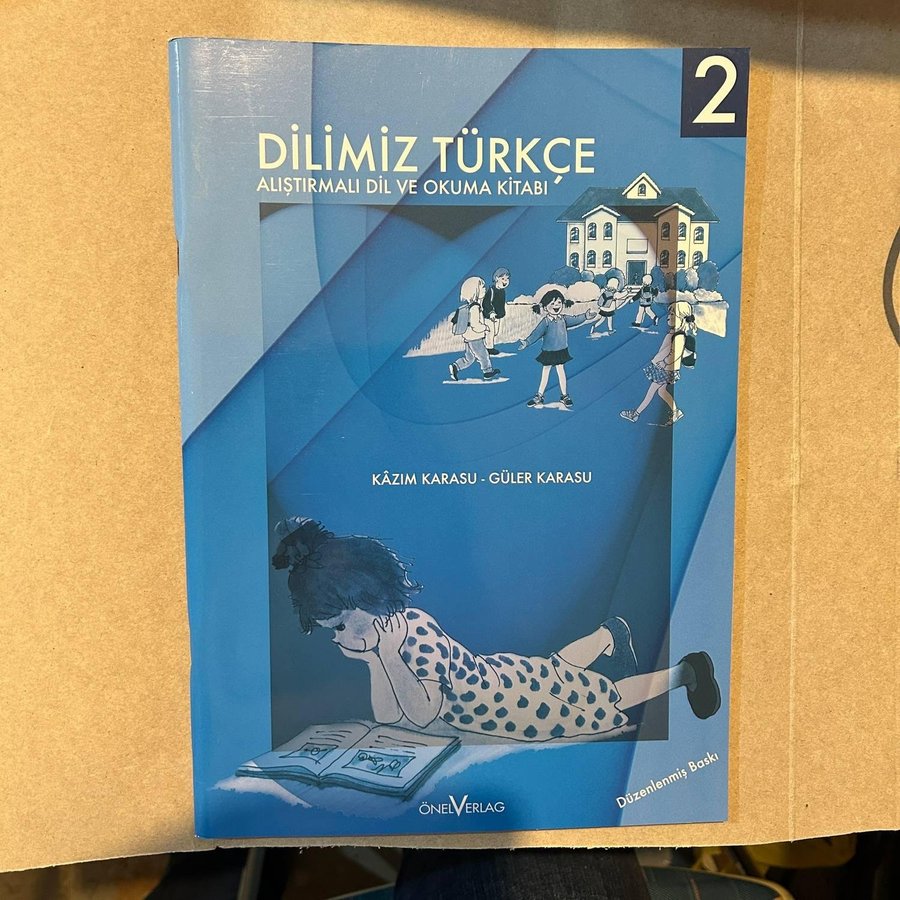 2
DİLİMİZ TÜRKÇE
ALIŞTIRMALI DİL VE OKUMA KİTABI
KÂZIM KARASU - GÜLER KARASU
Düzenlenmiş Baskı
ÖNELVERLAG